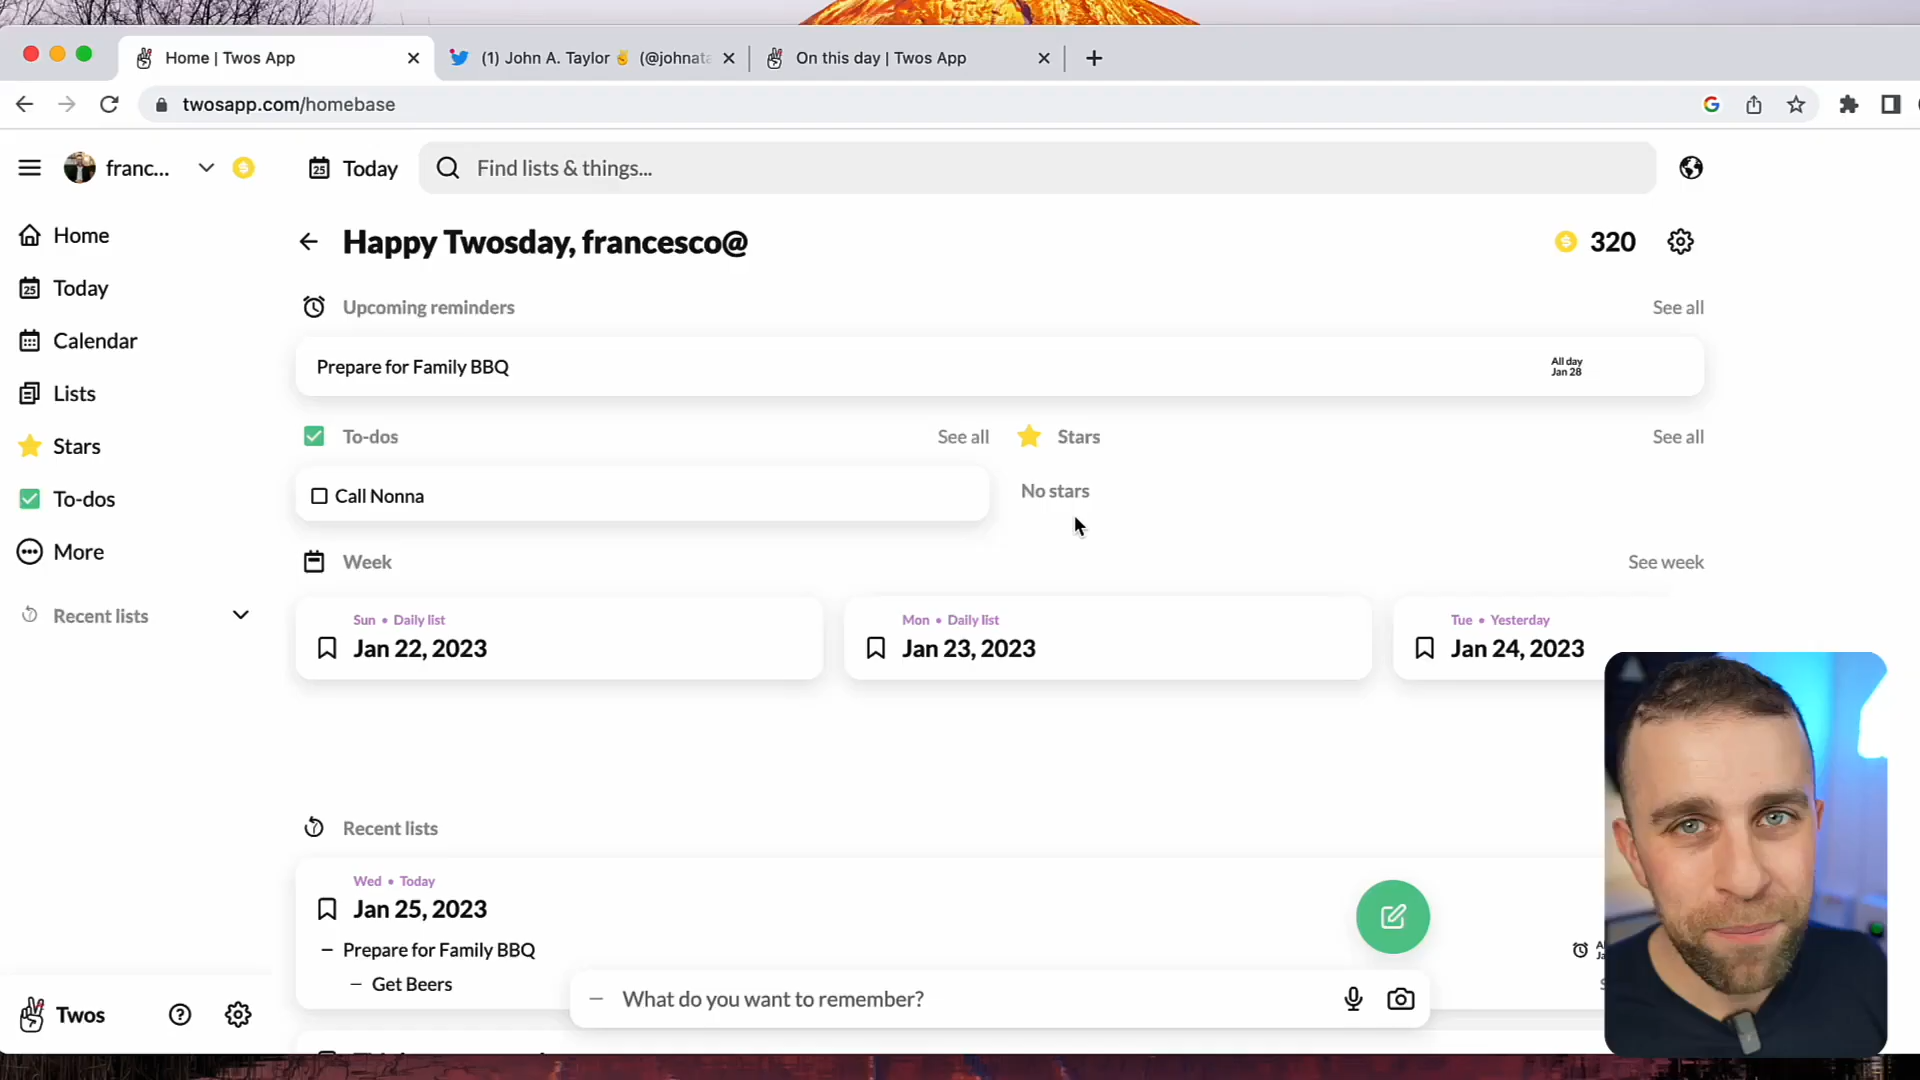 Home | Twos App
(1) John A. Taylor ✌ (@johnata
On this day | Twos App
twosapp.com/homebase
franc...
25 Today
Find lists & things...
Home
25 Today
Calendar
Lists
Stars
To-dos
More
Recent lists
Happy Twosday, francesco@
320
Upcoming reminders
See all
Prepare for Family BBQ
All day
Jan 28
To-dos
See all
Stars
See all
Call Nonna
No stars
Week
See week
Sun • Daily list
Jan 22, 2023
Mon • Daily list
Jan 23, 2023
Tue • Yesterday
Jan 24, 2023
Recent lists
Wed • Today
Jan 25, 2023
– Prepare for Family BBQ
– Get Beers
– What do you want to remember?
Twos